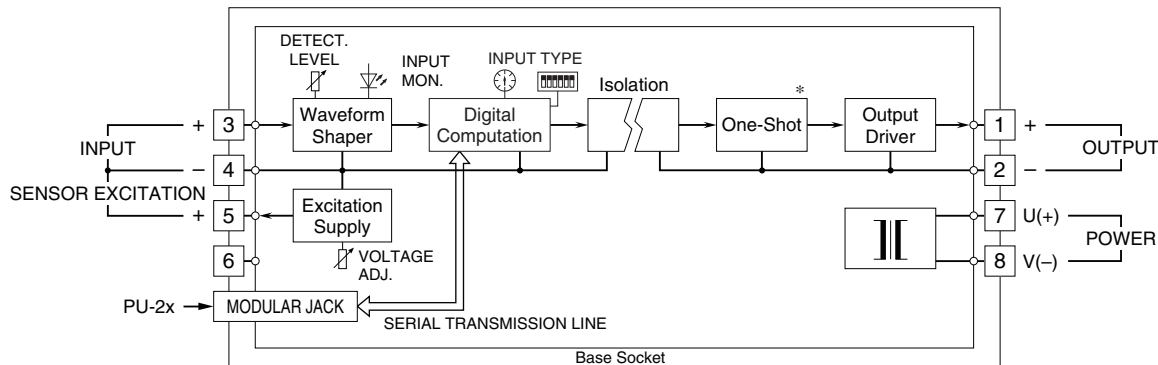 DETECT.
LEVEL
INPUT
MON.
INPUT TYPE
Isolation
*
Waveform
Shaper
Digital
Computation
One-Shot
Output
Driver
+ 3
1 +
INPUT
OUTPUT
– 4
2 –
SENSOR EXCITATION
+ 5
Excitation
Supply
7 U(+)
POWER
6
VOLTAGE
ADJ.
8 V(–)
PU-2x
MODULAR JACK
SERIAL TRANSMISSION LINE
Base Socket